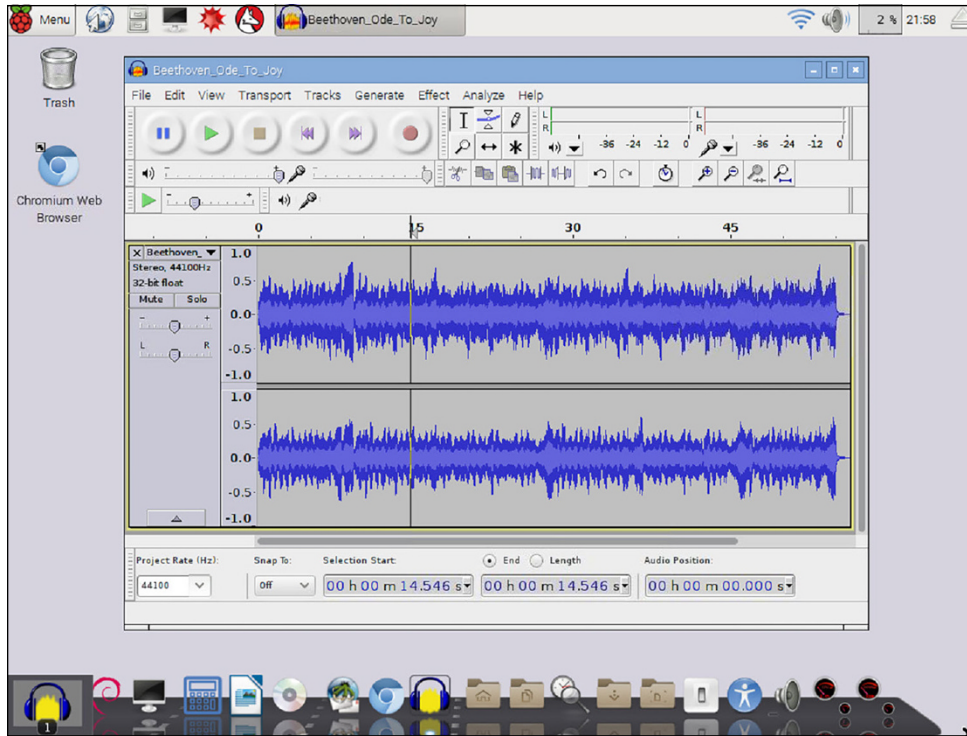 Menu
Beethoven_Ode_To_Joy
2 % 21:58
Trash
Chromium Web
Browser
Beethoven_Ode_To_Joy
File Edit View Transport Tracks Generate Effect Analyze Help
L
R
-36 -24 -12 0
L
R
-36 -24 -12 0
0 15 30 45
X Beethoven_
Stereo, 44100Hz
32-bit float
Mute Solo
- +
L R
1.0
0.5
0.0
-0.5
-1.0
1.0
0.5
0.0
-0.5
-1.0
Project Rate (Hz): Snap To: Selection Start: End Length Audio Position:
44100 Off 00 h 00 m 14.546 s 00 h 00 m 14.546 s 00 h 00 m 00.000 s
1